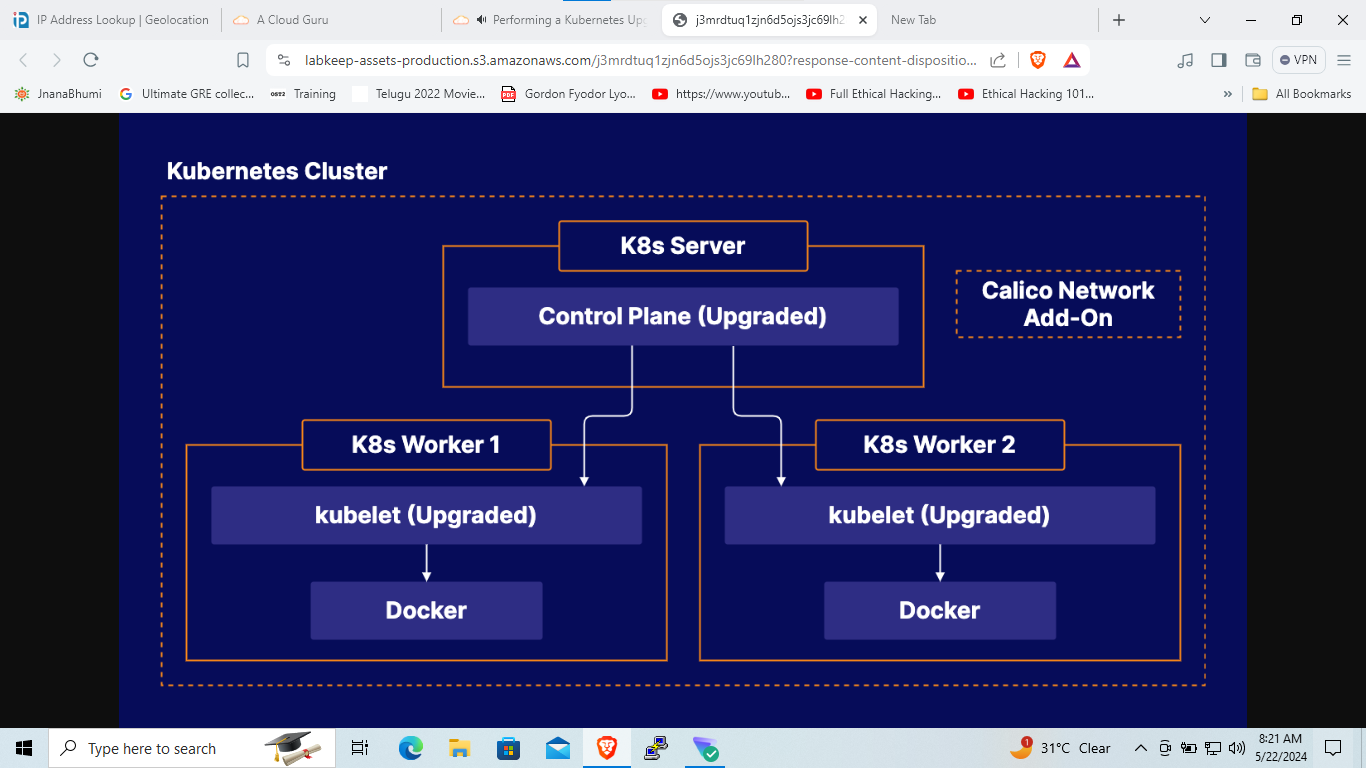 IP Address Lookup | Geolocation
A Cloud Guru
Performing a Kubernetes Upg
j3mrdtuq1zjn6d5ojs3jc69lh2
New Tab
labkeep-assets-production.s3.amazonaws.com/j3mrdtuq1zjn6d5ojs3jc69lh280?response-content-dispositio...
VPN
JnanaBhumi
Ultimate GRE collec...
OST2
Training
Telugu 2022 Movie...
PDF
Gordon Fyodor Lyo...
https://www.youtub...
Full Ethical Hacking...
Ethical Hacking 101...
»
All Bookmarks
Kubernetes Cluster
K8s Server
Control Plane (Upgraded)
Calico Network
Add-On
K8s Worker 1
kubelet (Upgraded)
Docker
K8s Worker 2
kubelet (Upgraded)
Docker
Type here to search
1
31°C Clear
8:21 AM
5/22/2024